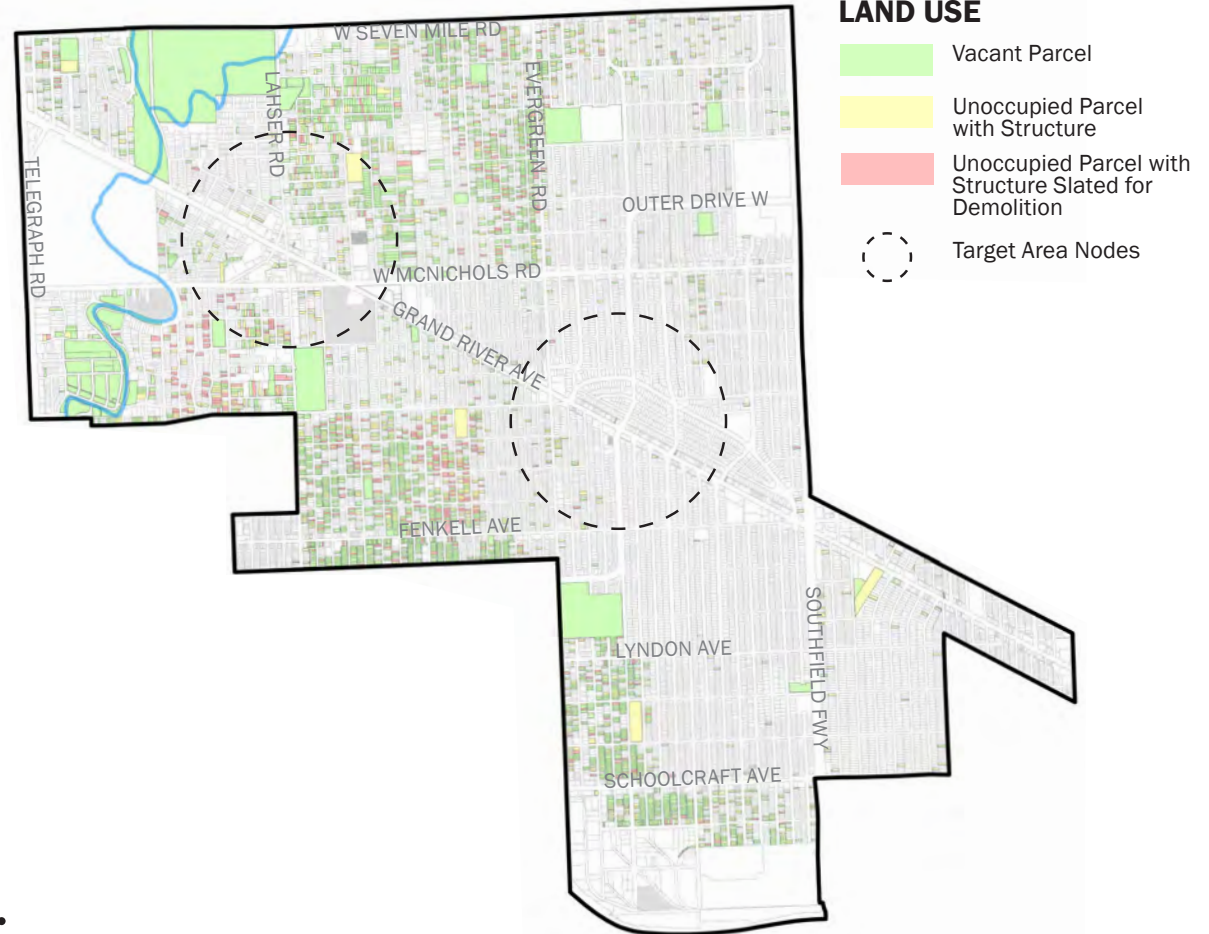 LAND USE
Vacant Parcel
Unoccupied Parcel
with Structure
Unoccupied Parcel with
Structure Slated for
Demolition
Target Area Nodes
W SEVEN MILE RD
LAHSER RD
EVERGREEN RD
TELEGRAPH RD
OUTER DRIVE W
W MCNICHOLS RD
GRAND RIVER AVE
FENKELL AVE
SOUTHFIELD FWY
LYNDON AVE
SCHOOLCRAFT AVE